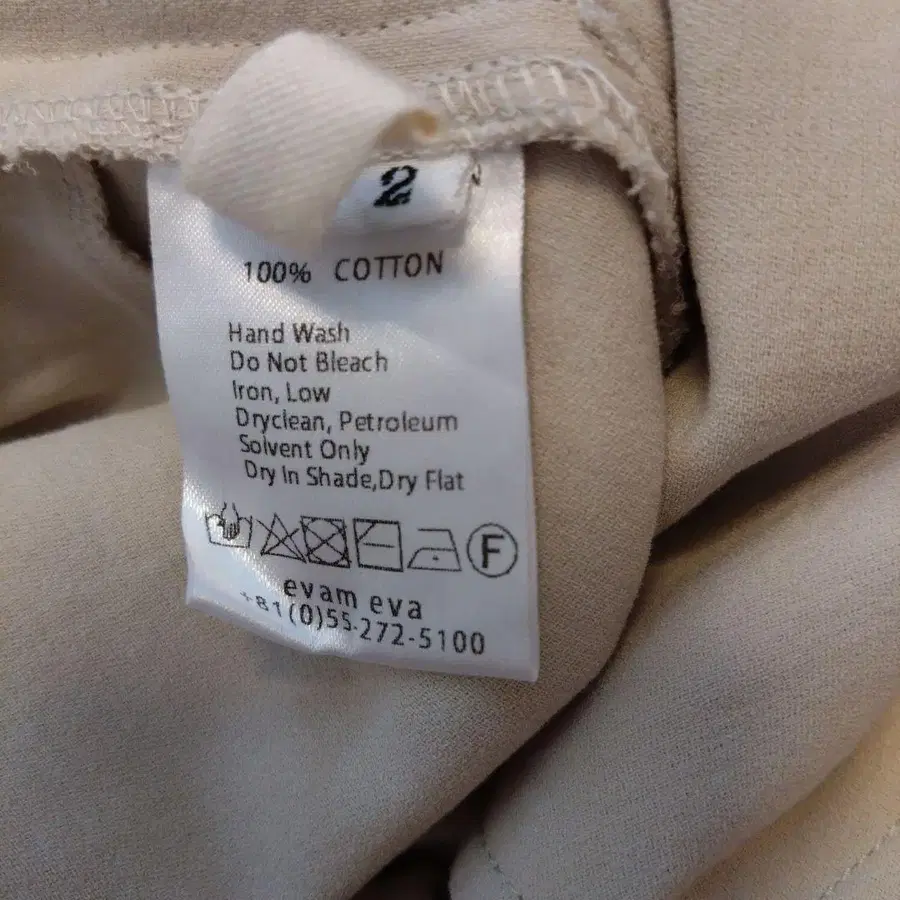 2
100% COTTON
Hand Wash
Do Not Bleach
Iron, Low
Dryclean, Petroleum
Solvent Only
Dry In Shade,Dry Flat
F
evam eva
+81(0)55-272-5100